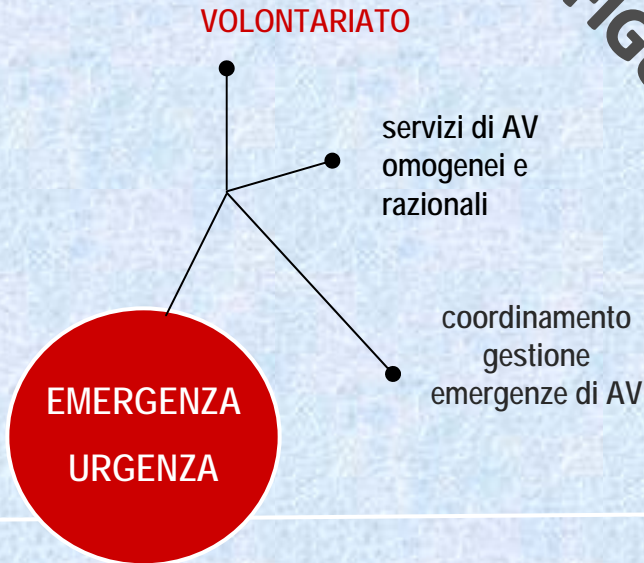 VOLONTARIATO
servizi di AV
omogenei e
razionali
coordinamento
gestione
emergenze di AV
EMERGENZA
URGENZA